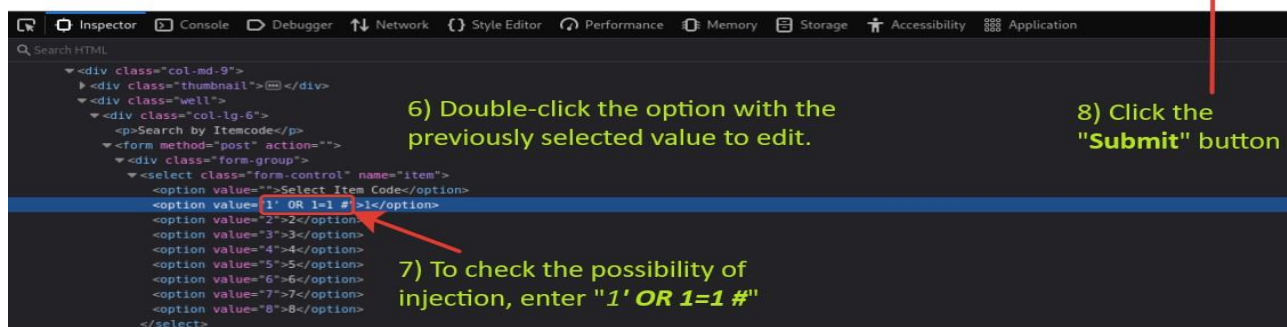 Inspector Console Debugger Network {} Style Editor Performance Memory Storage Accessibility Application
Search HTML
<div class="col-md-9">
<div class="thumbnail"></div>
<div class="well">
<div class="col-lg-6">
<p>Search by Itemcode</p>
<form method="post" action="">
<div class="form-group">
<select class="form-control" name="item">
<option value="">Select Item Code</option>
<option value="1' OR 1=1 #">1</option>
<option value="2">2</option>
<option value="3">3</option>
<option value="4">4</option>
<option value="5">5</option>
<option value="6">6</option>
<option value="7">7</option>
<option value="8">8</option>
</select>
6) Double-click the option with the
previously selected value to edit.
7) To check the possibility of
injection, enter "1' OR 1=1 #"
8) Click the
"Submit" button